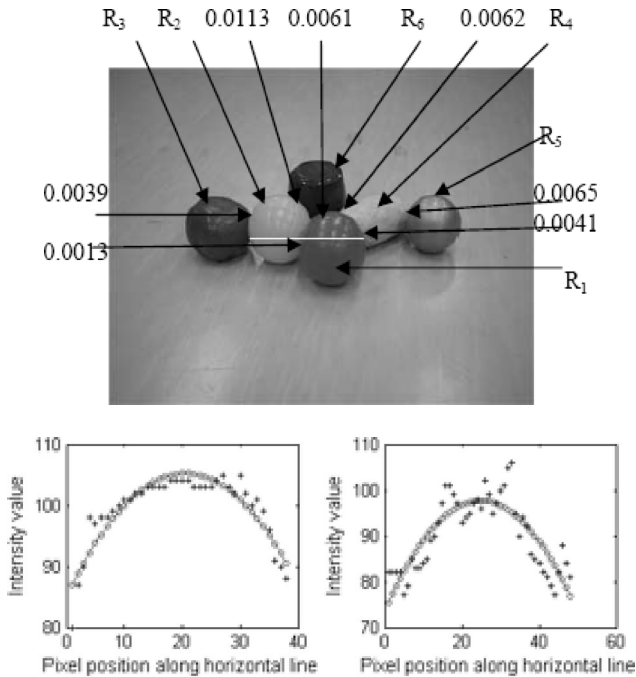 R3 R2 0.0113 0.0061 R6 0.0062 R4
R5
0.0039
0.0065
0.0041
0.0013
R1
110
100
90
80
0 10 20 30 40
Intensity value
Pixel position along horizontal line
110
100
90
80
70
0 20 40 60
Intensity value
Pixel position along horizontal line